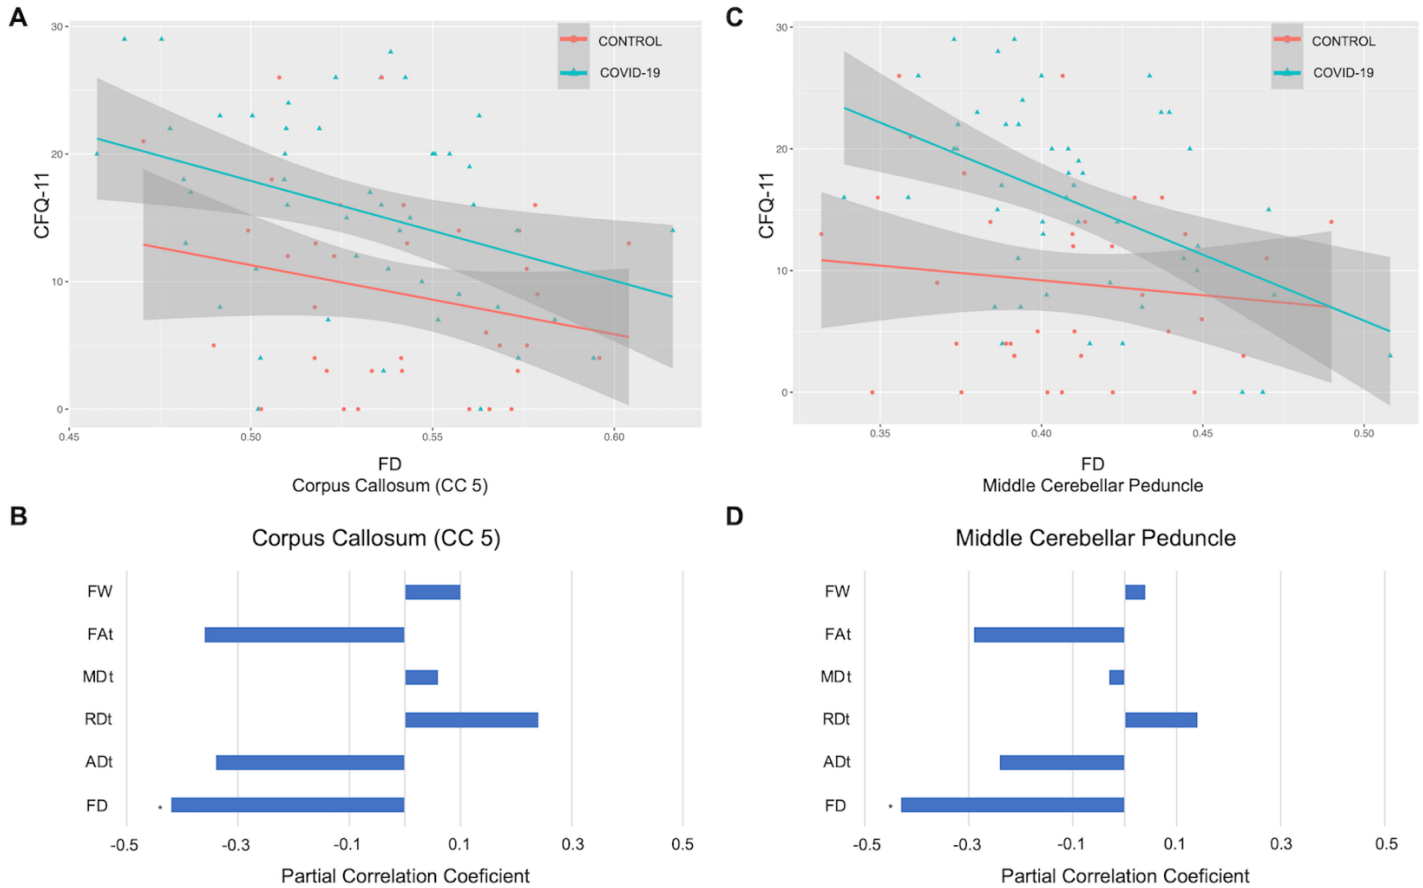 A
30
20
10
0
CFQ-11
CONTROL
COVID-19
0.45
0.50
0.55
0.60
FD
Corpus Callosum (CC 5)
C
30
20
10
0
CFQ-11
CONTROL
COVID-19
0.35
0.40
0.45
0.50
FD
Middle Cerebellar Peduncle
B
Corpus Callosum (CC 5)
FW
FAt
MDt
RDt
ADt
FD *
-0.5 -0.3 -0.1 0.1 0.3 0.5
Partial Correlation Coeficient
D
Middle Cerebellar Peduncle
FW
FAt
MDt
RDt
ADt
FD *
-0.5 -0.3 -0.1 0.1 0.3 0.5
Partial Correlation Coeficient